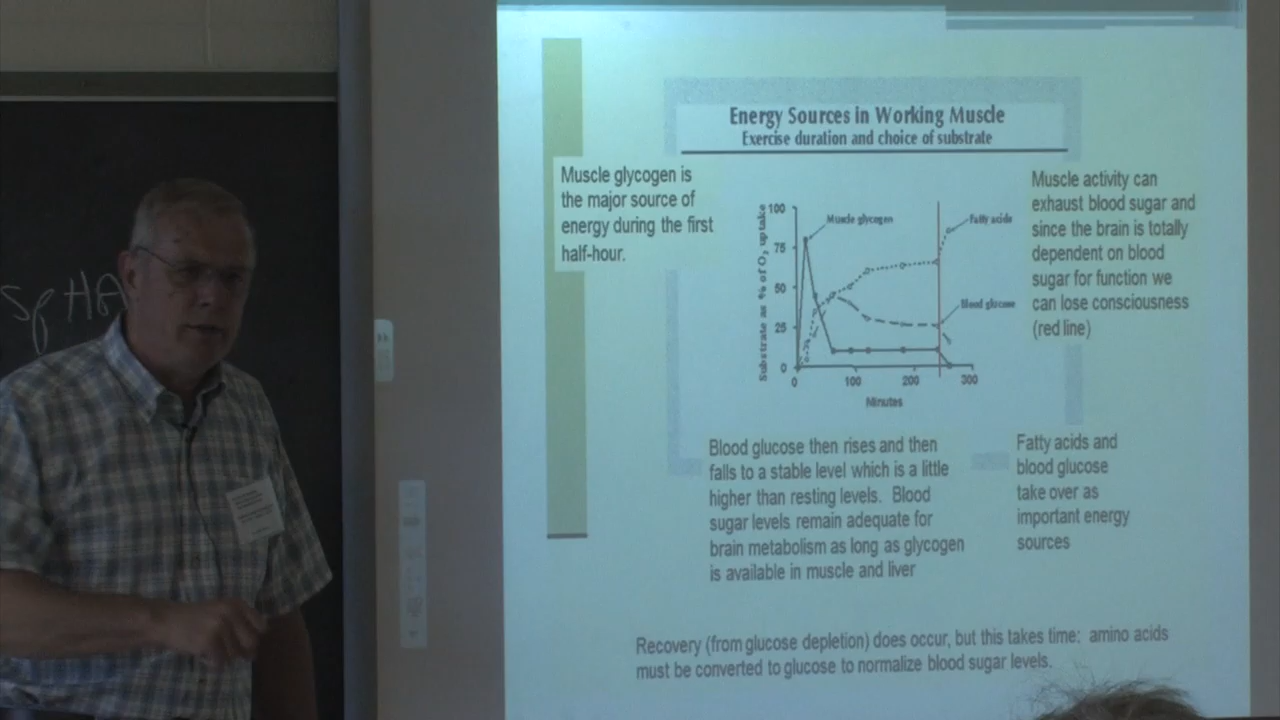 Energy Sources in Working Muscle
Exercise duration and choice of substrate
Muscle glycogen is
the major source of
energy during the first
half-hour.
Substrate as % of O2 uptake
100
75
50
25
0
Muscle glycogen
Fatty acids
Blood glucose
0
100
200
300
Minutes
Muscle activity can
exhaust blood sugar and
since the brain is totally
dependent on blood
sugar for function we
can lose consciousness
(red line)
Blood glucose then rises and then
falls to a stable level which is a little
higher than resting levels. Blood
sugar levels remain adequate for
brain metabolism as long as glycogen
is available in muscle and liver
Fatty acids and
blood glucose
take over as
important energy
sources
Recovery (from glucose depletion) does occur, but this takes time: amino acids
must be converted to glucose to normalize blood sugar levels.